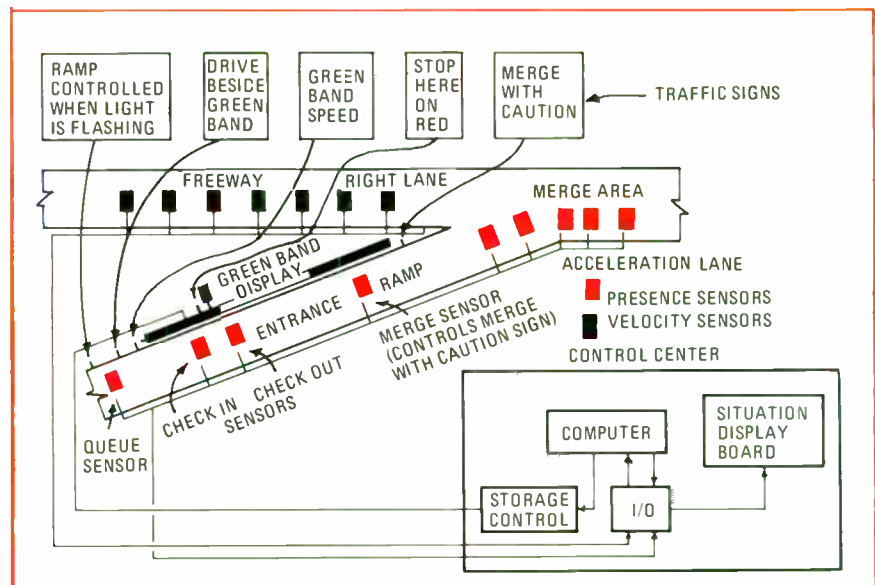 RAMP
CONTROLLED
WHEN LIGHT
IS FLASHING
DRIVE
BESIDE
GREEN
BAND
GREEN
BAND
SPEED
STOP
HERE
ON
RED
MERGE
WITH
CAUTION
TRAFFIC SIGNS
FREEWAY
RIGHT LANE
MERGE AREA
GREEN BAND
DISPLAY
ENTRANCE
RAMP
ACCELERATION LANE
PRESENCE SENSORS
VELOCITY SENSORS
MERGE SENSOR
(CONTROLS MERGE
WITH CAUTION SIGN)
CHECK IN
CHECK OUT
SENSORS
QUEUE
SENSOR
CONTROL CENTER
COMPUTER
SITUATION
DISPLAY
BOARD
STORAGE
CONTROL
I/O